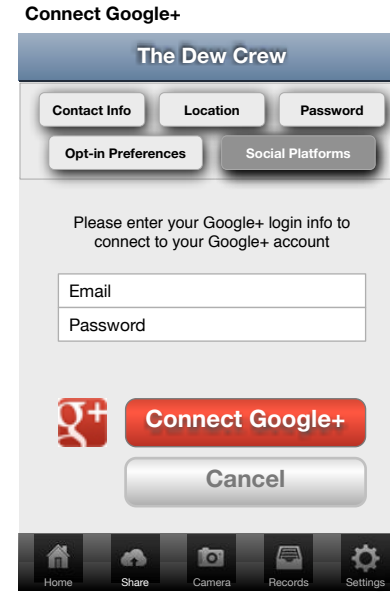 Connect Google+
The Dew Crew
Contact Info Location Password
Opt-in Preferences Social Platforms
Please enter your Google+ login info to
connect to your Google+ account
Email
Password
g+ Connect Google+
Cancel
Home Share Camera Records Settings